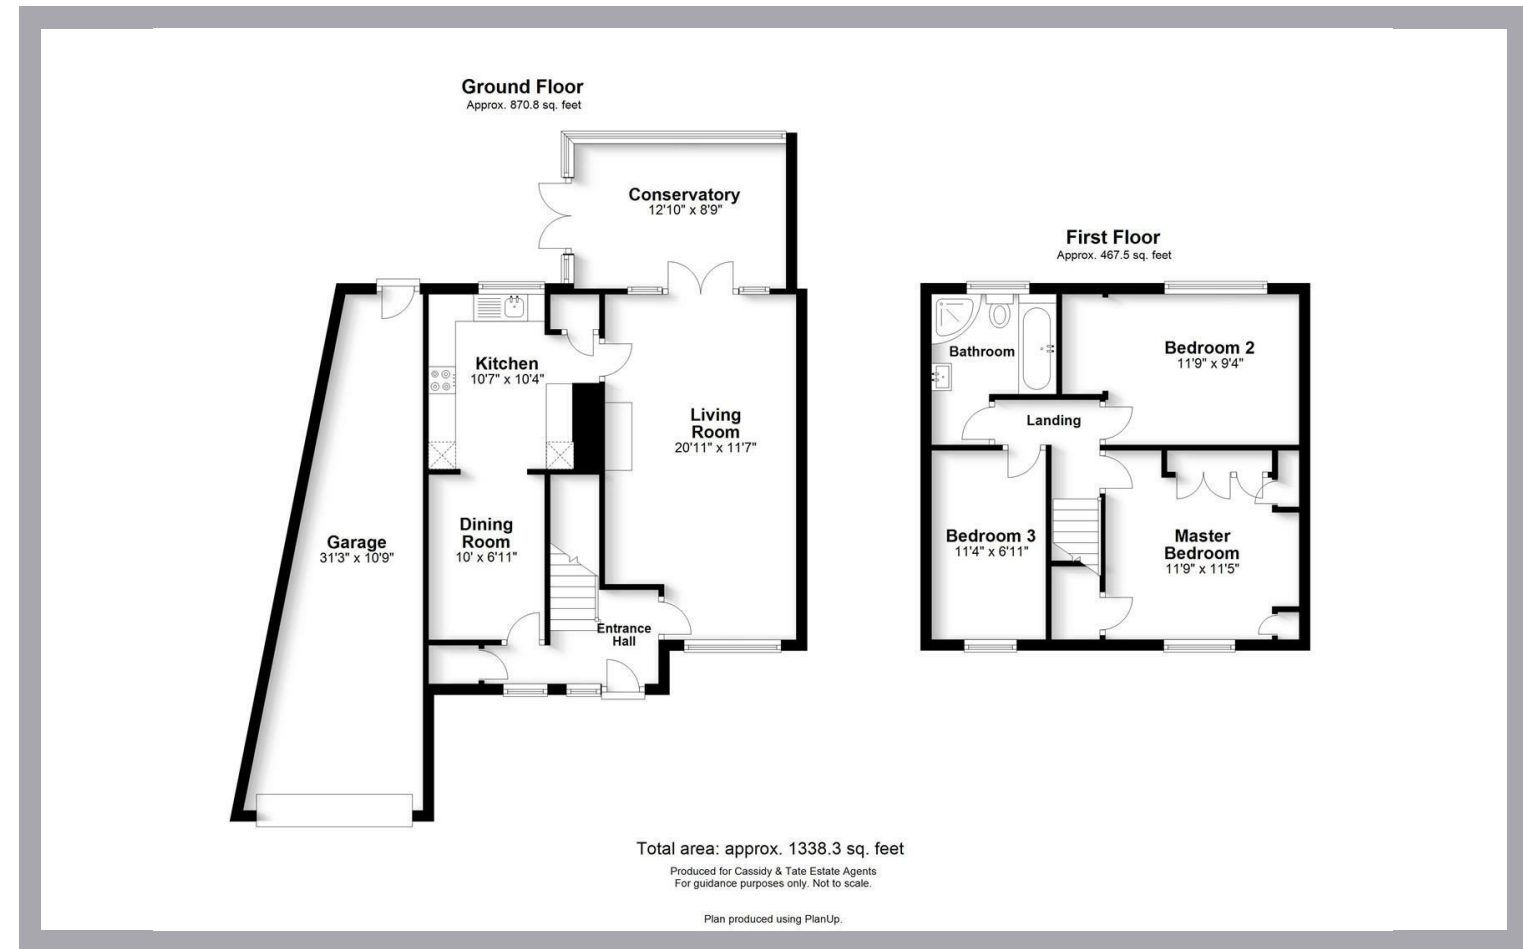 Ground Floor
Approx. 870.8 sq. feet
Conservatory
12'10" x 8'9"
Kitchen
10'7" x 10'4"
Living
Room
20'11" x 11'7"
Dining
Room
10' x 6'11"
Garage
31'3" x 10'9"
Entrance
Hall
First Floor
Approx. 467.5 sq. feet
Bathroom
Bedroom 2
11'9" x 9'4"
Landing
Bedroom 3
11'4" x 6'11"
Master
Bedroom
11'9" x 11'5"
Total area: approx. 1338.3 sq. feet
Produced for Cassidy & Tate Estate Agents
For guidance purposes only. Not to scale.
Plan produced using PlanUp.